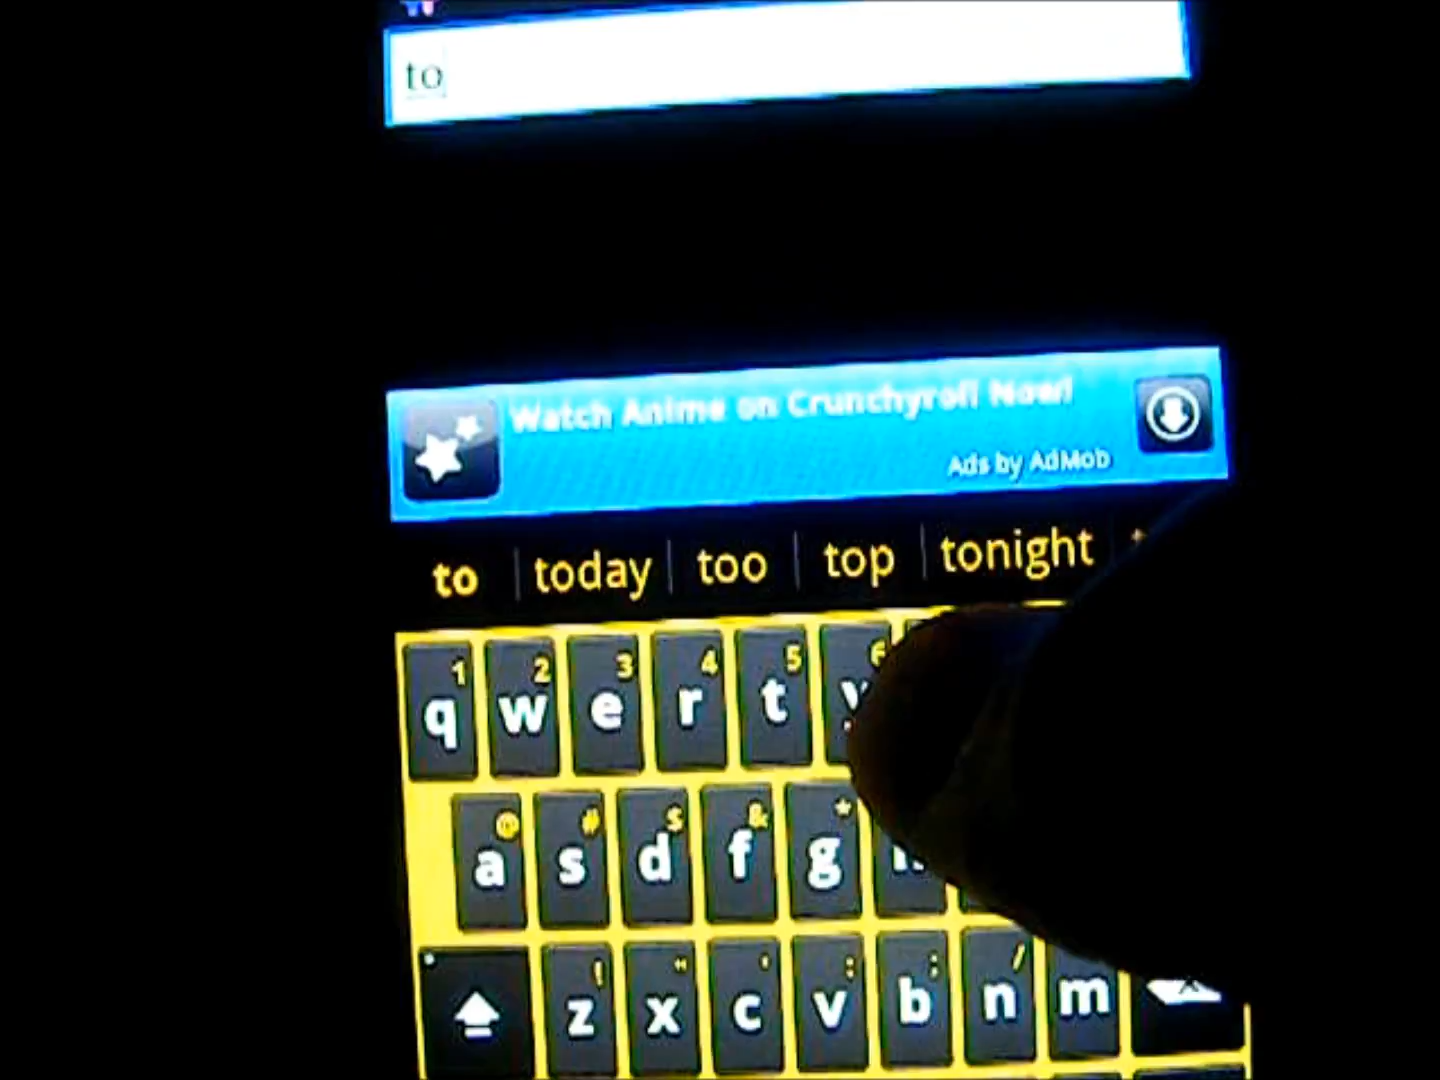 to
Watch Anime on Crunchyroll Now!
Ads by AdMob
to today too top tonight
1 2 3 4 5 6
q w e r t y
@ # $ & *
a s d f g h
! " ' : ; /
z x c v b n m